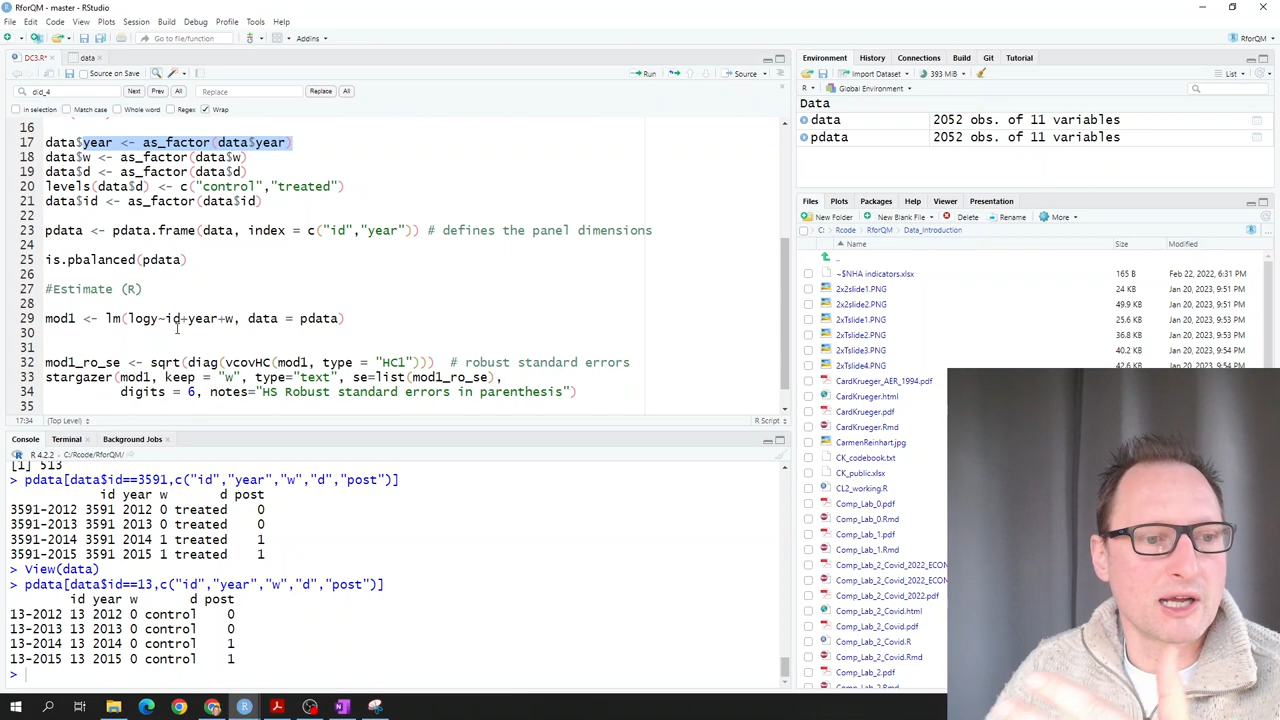 RforQM - master - RStudio
File Edit Code View Plots Session Build Debug Profile Tools Help
Go to file/function Addins RforQM
DC3.R* data
Source on Save Run Source
did_4 Next Prev All Replace Replace All
In selection Match case Whole word Regex Wrap
16
17 data$year <- as_factor(data$year)
18 data$w <- as_factor(data$w)
19 data$d <- as_factor(data$d)
20 levels(data$d) <- c("control","treated")
21 data$id <- as_factor(data$id)
22
23 pdata <- pdata.frame(data, index = c("id","year")) # defines the panel dimensions
24
25 is.pbalanced(pdata)
26
27 #Estimate (R)
28
29 mod1 <- lm(logy~id+year+w, data = pdata)
30
31
32 mod1_ro_se <- sqrt(diag(vcovHC(mod1, type = "HC1"))) # robust standard errors
33 stargazer(mod1, keep = "w", type="text", se=list(mod1_ro_se),
34 digits = 6, notes="HS Robust standard errors in parenthesis")
35
17:34 (Top Level) R Script
Console Terminal Background Jobs
R 4.2.2 · C:/Rcode/RforQM/
[1] 513
> pdata[data$id==3591,c("id","year","w","d","post")]
id year w d post
3591-2012 3591 2012 0 treated 0
3591-2013 3591 2013 0 treated 0
3591-2014 3591 2014 1 treated 1
3591-2015 3591 2015 1 treated 1
> View(data)
> pdata[data$id==13,c("id","year","w","d","post")]
id year w d post
13-2012 13 2012 0 control 0
13-2013 13 2013 0 control 0
13-2014 13 2014 0 control 1
13-2015 13 2015 0 control 1
>
Environment History Connections Build Git Tutorial
Import Dataset 393 MiB List
R Global Environment
Data
data 2052 obs. of 11 variables
pdata 2052 obs. of 11 variables
Files Plots Packages Help Viewer Presentation
New Folder New Blank File Delete Rename More
C: Rcode RforQM Data_Introduction
Name Size Modified
..
~$NHA indicators.xlsx 165 B Feb 22, 2022, 6:31 PM
2x2slide1.PNG 24 KB Jan 20, 2023, 9:51
2x2slide2.PNG 49.9 KB Jan 20, 2023, 9:54
2xTslide1.PNG 25.6 KB Jan 20, 2023, 9:53
2xTslide2.PNG 36.8 KB Jan 20, 2023, 9:53
2xTslide3.PNG 40.2 KB Jan 20, 2023, 9:54
2xTslide4.PNG
CardKrueger_AER_1994.pdf
CardKrueger.html
CardKrueger.pdf
CardKrueger.Rmd
CarmenReinhart.jpg
CK_codebook.txt
CK_public.xlsx
CL2_working.R
Comp_Lab_0.pdf
Comp_Lab_0.Rmd
Comp_Lab_1.pdf
Comp_Lab_1.Rmd
Comp_Lab_2_Covid_2022_ECON
Comp_Lab_2_Covid_2022_ECON
Comp_Lab_2_Covid_2022.pdf
Comp_Lab_2_Covid.html
Comp_Lab_2_Covid.pdf
Comp_Lab_2_Covid.R
Comp_Lab_2_Covid.Rmd